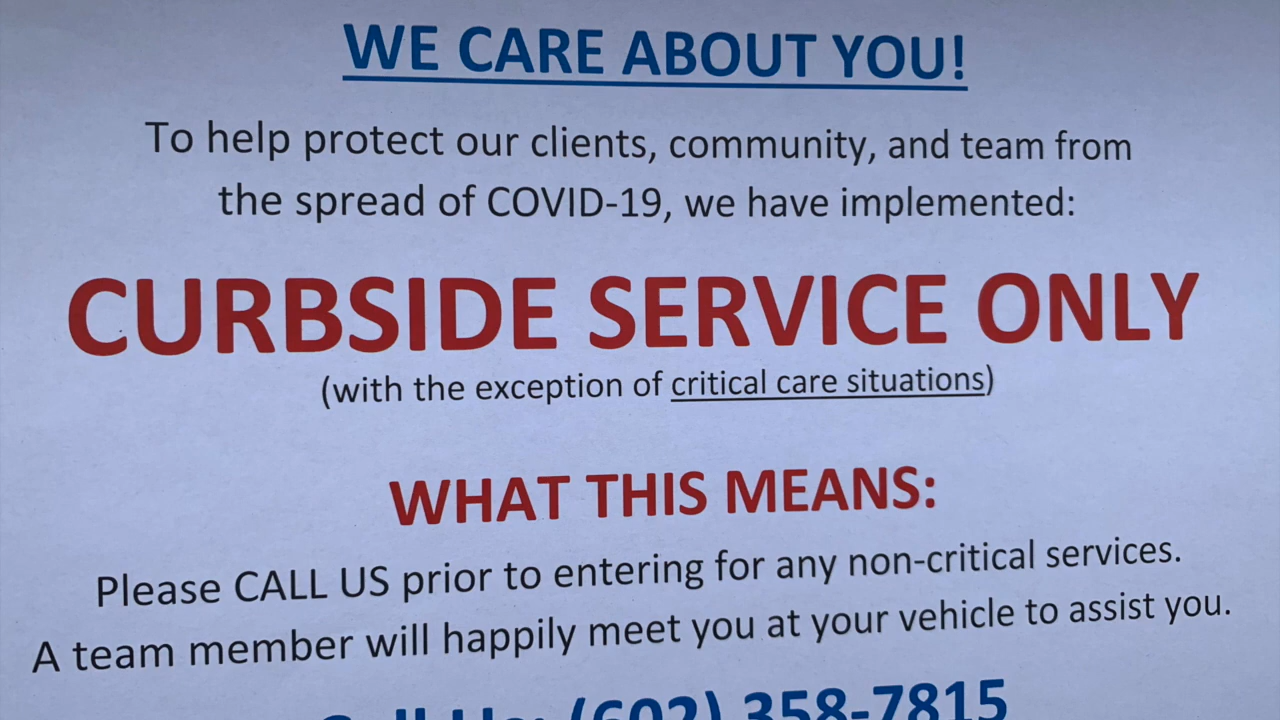 WE CARE ABOUT YOU!
To help protect our clients, community, and team from
the spread of COVID-19, we have implemented:
CURBSIDE SERVICE ONLY
(with the exception of critical care situations)
WHAT THIS MEANS:
Please CALL US prior to entering for any non-critical services.
A team member will happily meet you at your vehicle to assist you.
Call Us: (602) 358-7815